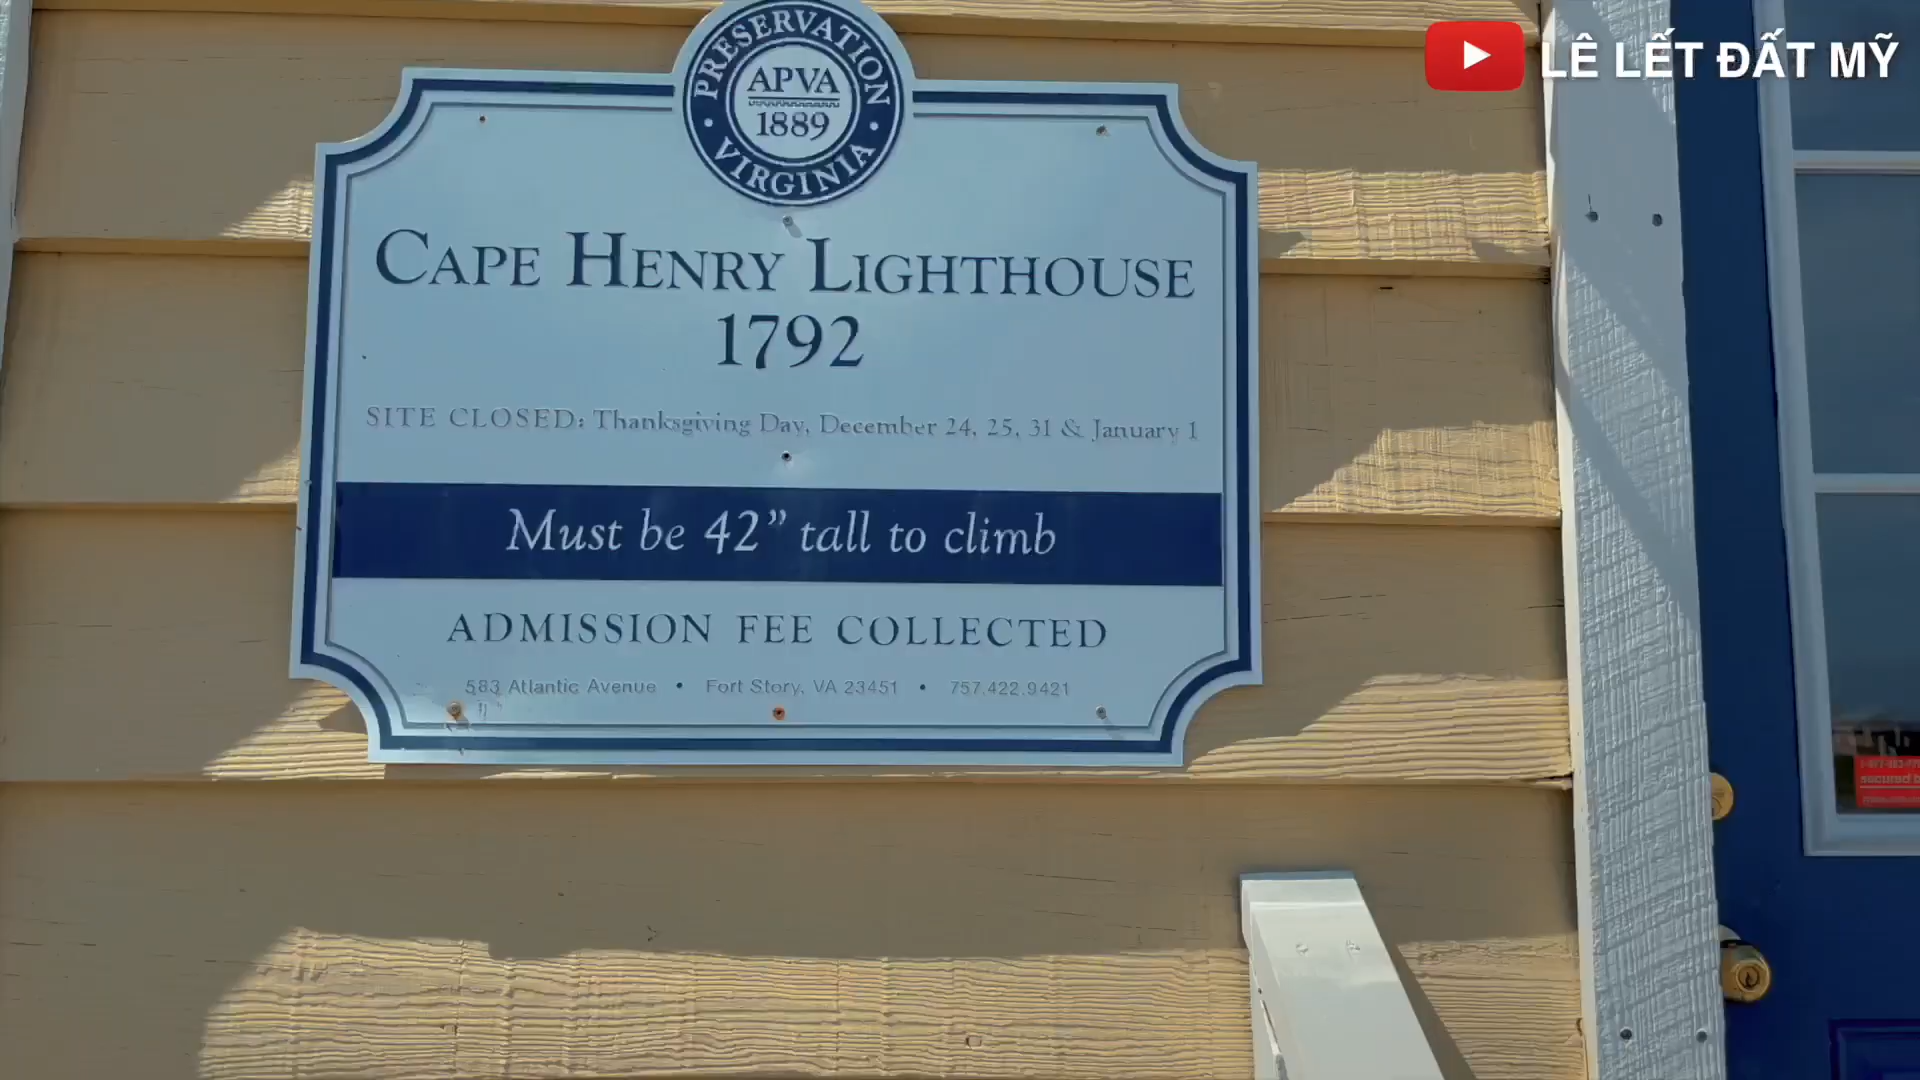 LÊ LẾT ĐẤT MỸ
PRESERVATION
APVA
1889
VIRGINIA
CAPE HENRY LIGHTHOUSE
1792
SITE CLOSED: Thanksgiving Day, December 24, 25, 31 & January 1
Must be 42” tall to climb
ADMISSION FEE COLLECTED
583 Atlantic Avenue • Fort Story, VA 23451 • 757.422.9421
secured